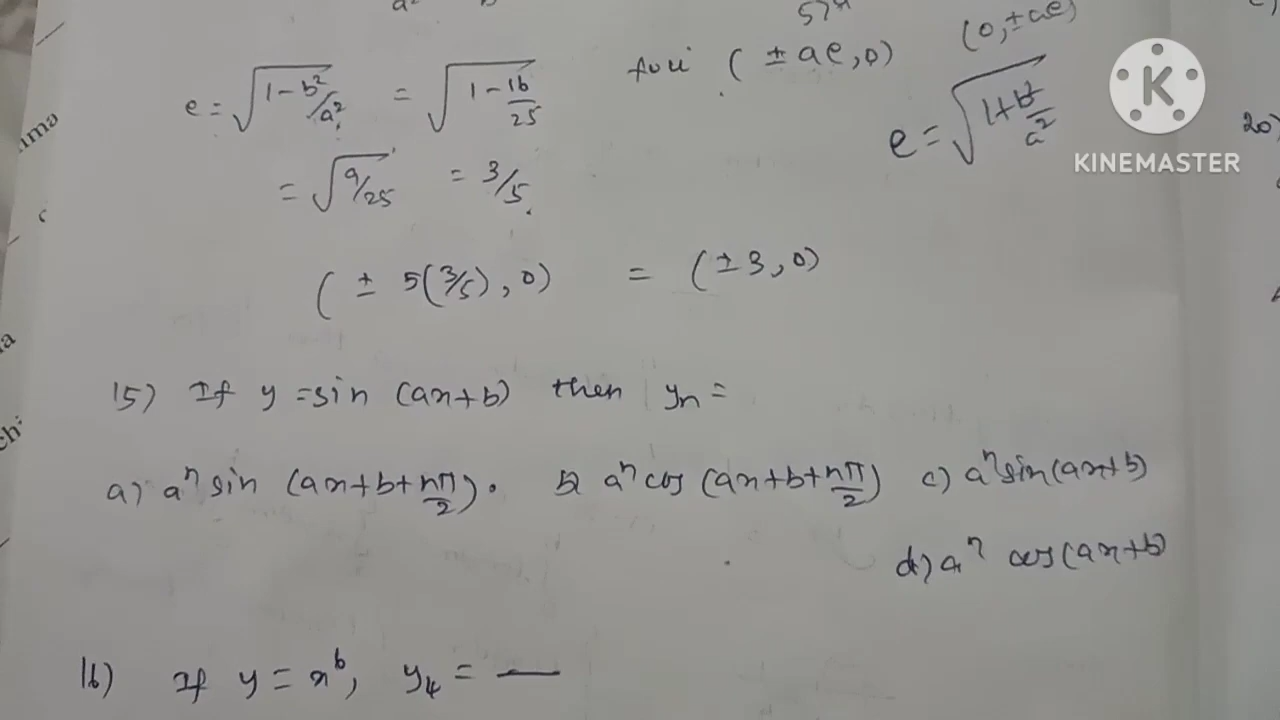 57
e = √1 - b²/a² = √1 - 16/25 foci ( ± ae, 0) (0, ±ae)
e = √1+b²/a²
= √9/25 = 3/5
20)
( ± 5(3/5), 0) = (±3, 0)
15) If y = sin (ax+b) then yn =
a) aⁿ sin (ax+b+nπ/2). b) aⁿ cos (ax+b+nπ/2) c) aⁿ sin(ax+b)
d) aⁿ cos(ax+b)
16) If y = x⁶, y₄ = —
KINEMASTER